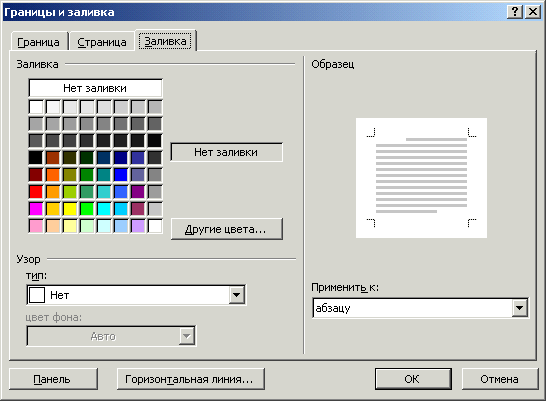 Границы и заливка
Граница
Страница
Заливка
Заливка
Нет заливки
Нет заливки
Другие цвета...
Узор
тип:
Нет
цвет фона:
Авто
Образец
Применить к:
абзацу
Панель
Горизонтальная линия...
ОК
Отмена